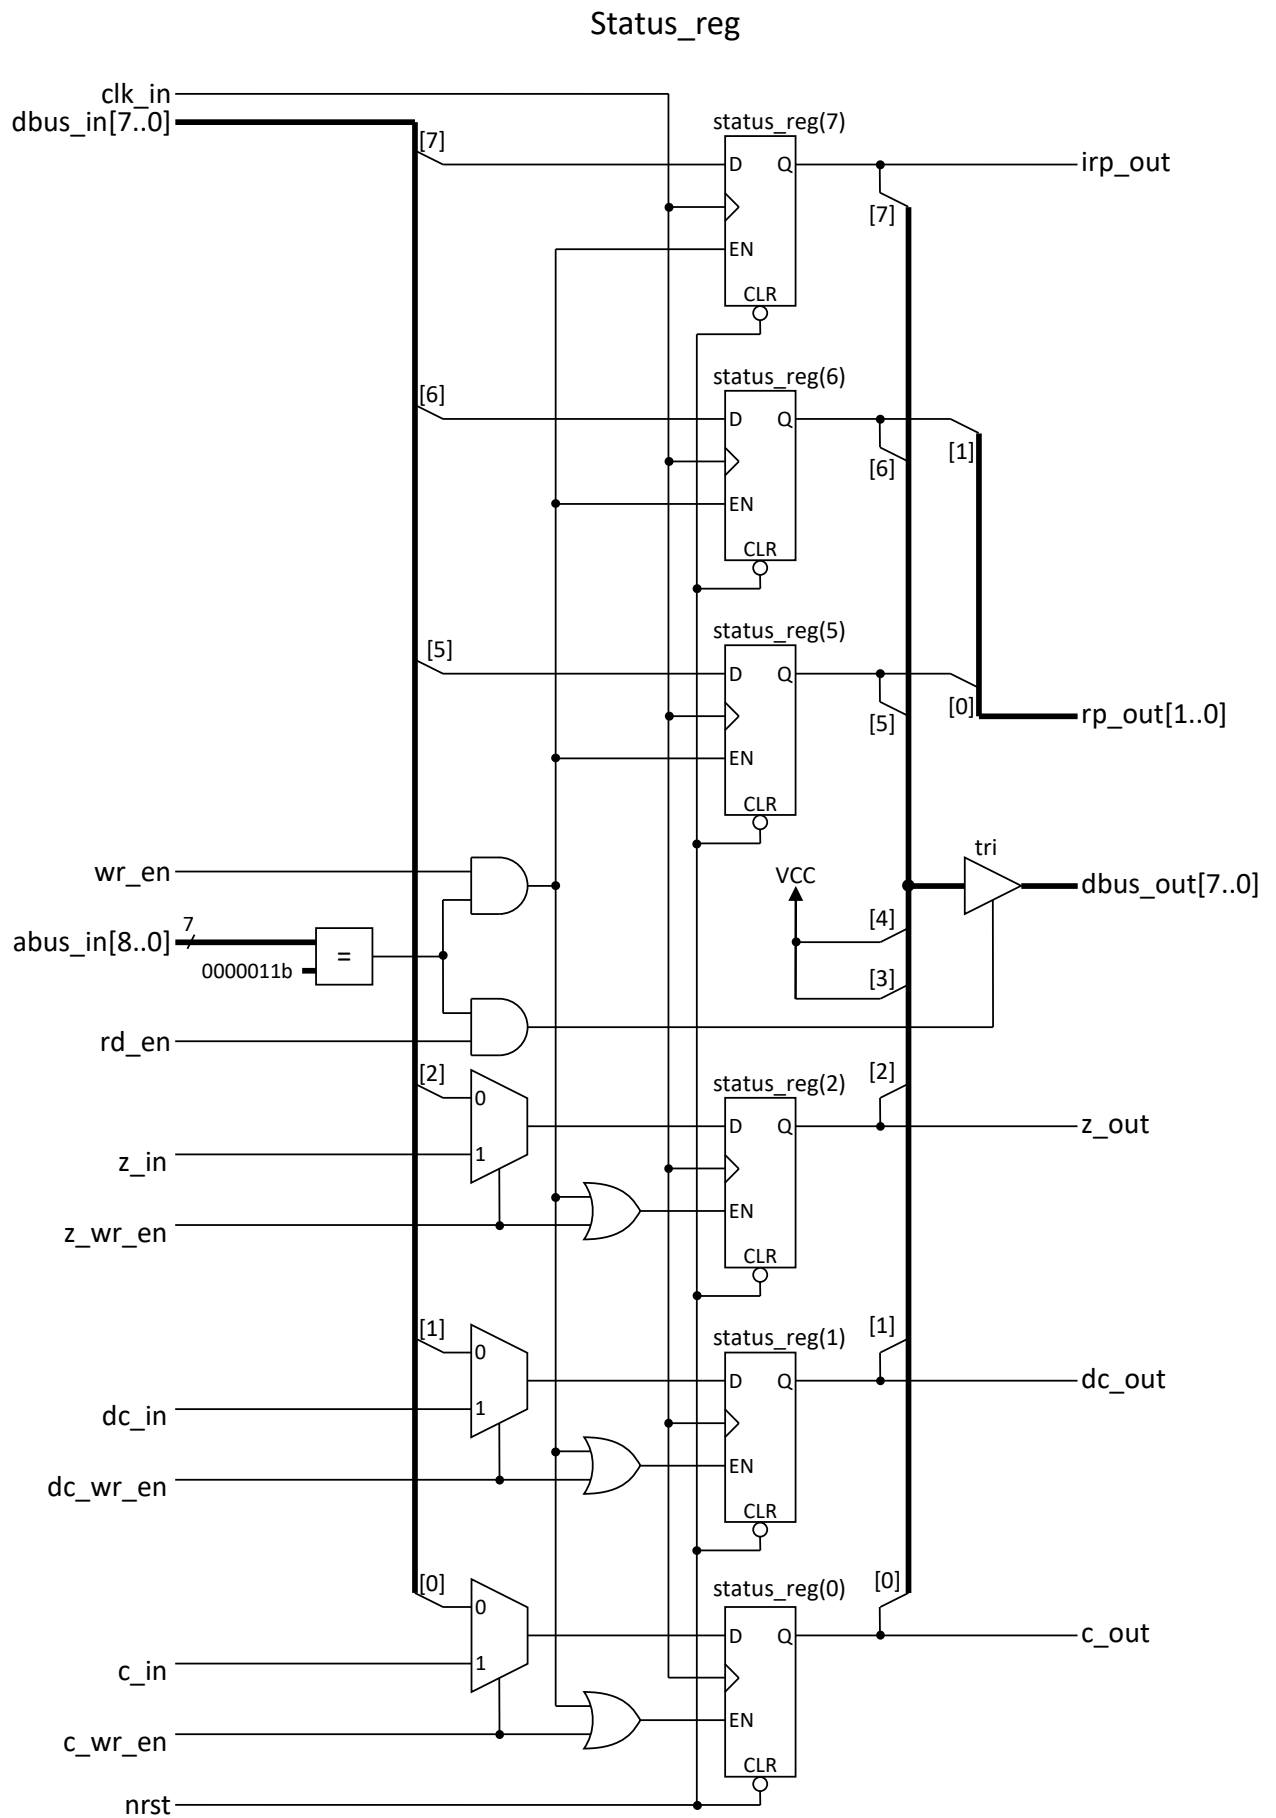 Status_reg
clk_in
dbus_in[7..0]
status_reg(7)
[7]
D
Q
irp_out
[7]
EN
CLR
status_reg(6)
[6]
D
Q
[1]
[6]
EN
CLR
status_reg(5)
[5]
D
Q
[0]
rp_out[1..0]
[5]
EN
CLR
tri
wr_en
VCC
dbus_out[7..0]
7
[4]
abus_in[8..0]
=
0000011b
[3]
rd_en
[2]
status_reg(2)
[2]
0
D
Q
z_out
z_in
1
z_wr_en
EN
CLR
[1]
status_reg(1)
[1]
0
D
Q
dc_out
dc_in
1
dc_wr_en
EN
CLR
[0]
status_reg(0)
[0]
0
D
Q
c_out
c_in
1
c_wr_en
EN
CLR
nrst